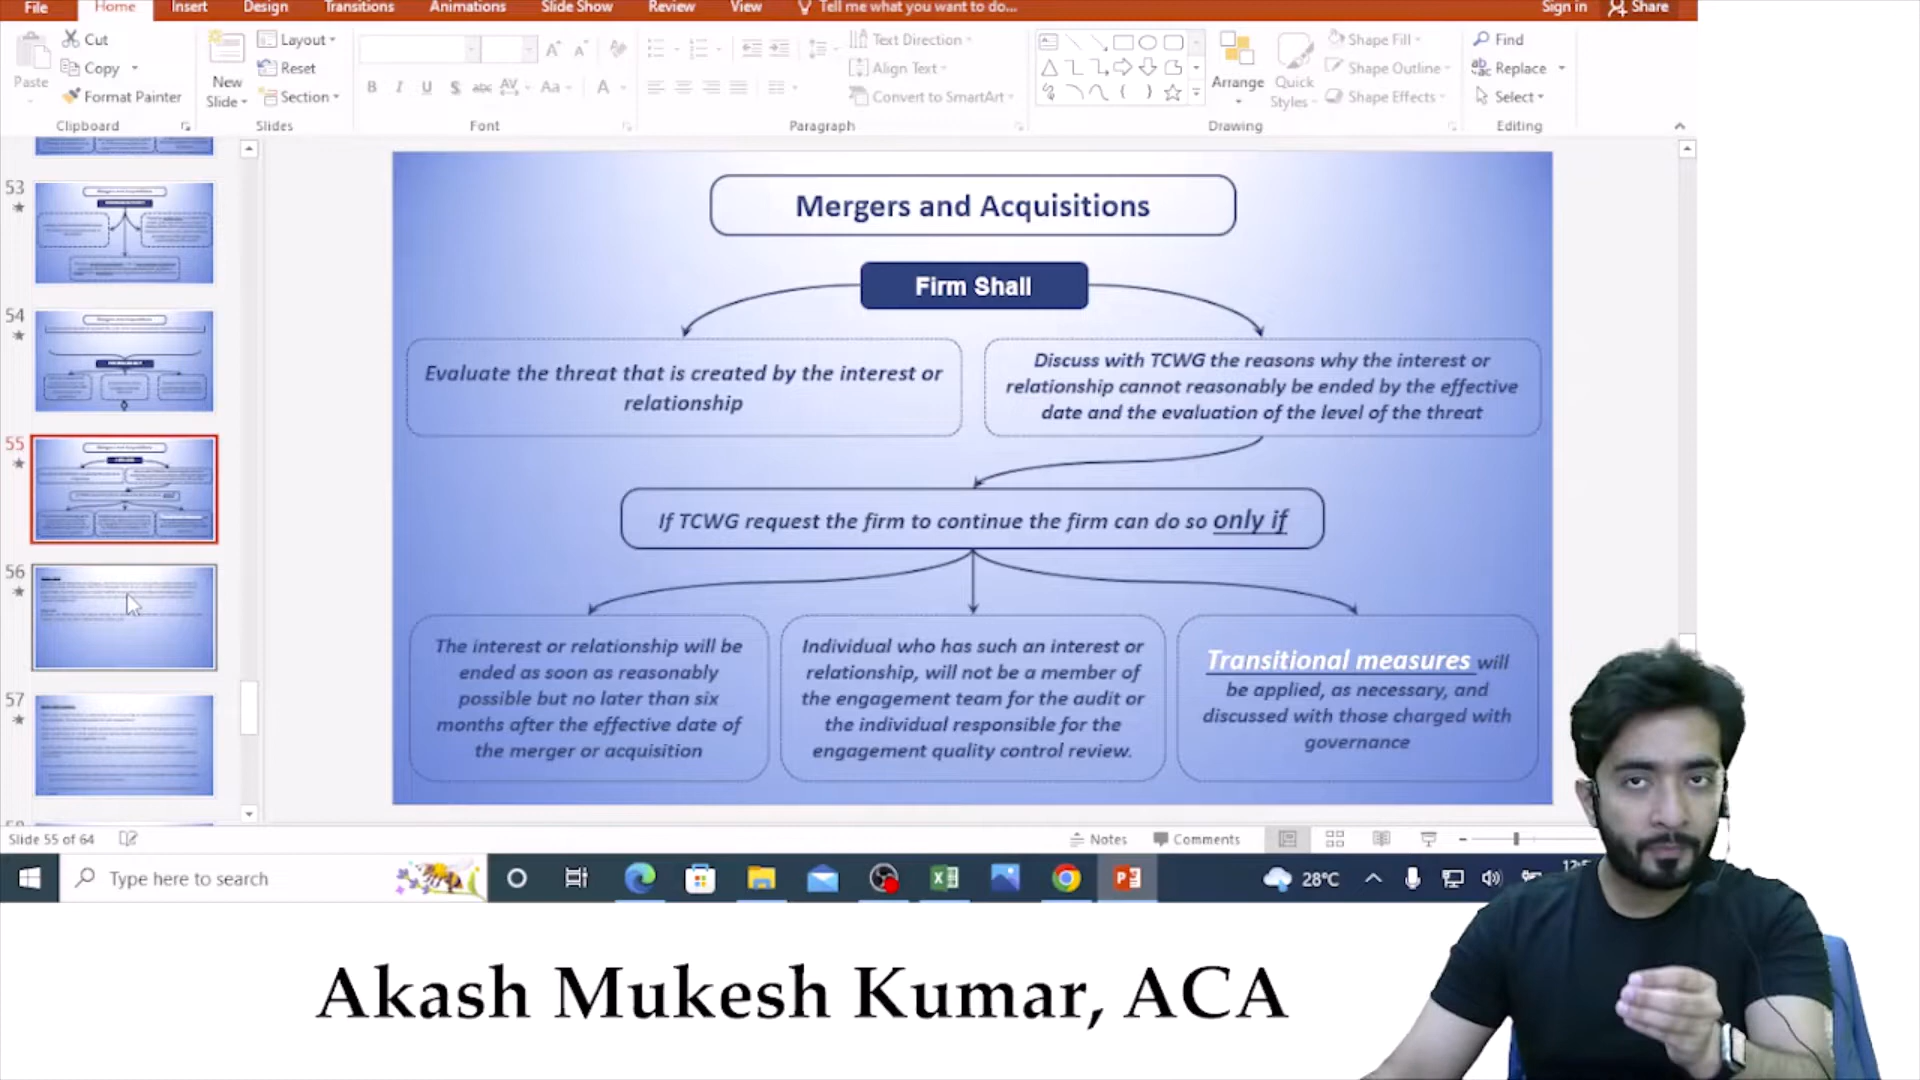 File Home Insert Design Transitions Animations Slide Show Review View Tell me what you want to do... Sign in Share
Paste
Cut
Copy
Format Painter
Clipboard
New
Slide
Layout
Reset
Section
Slides
B I U S abc AV Aa A
Font
Text Direction
Align Text
Convert to SmartArt
Paragraph
Arrange
Quick
Styles
Shape Fill
Shape Outline
Shape Effects
Drawing
Find
Replace
Select
Editing
53
54
55
56
57
Mergers and Acquisitions
Firm Shall
Evaluate the threat that is created by the interest or
relationship
Discuss with TCWG the reasons why the interest or
relationship cannot reasonably be ended by the effective
date and the evaluation of the level of the threat
If TCWG request the firm to continue the firm can do so only if
The interest or relationship will be
ended as soon as reasonably
possible but no later than six
months after the effective date of
the merger or acquisition
Individual who has such an interest or
relationship, will not be a member of
the engagement team for the audit or
the individual responsible for the
engagement quality control review.
Transitional measures will
be applied, as necessary, and
discussed with those charged with
governance
Slide 55 of 64
Notes
Comments
Type here to search
28°C
Akash Mukesh Kumar, ACA